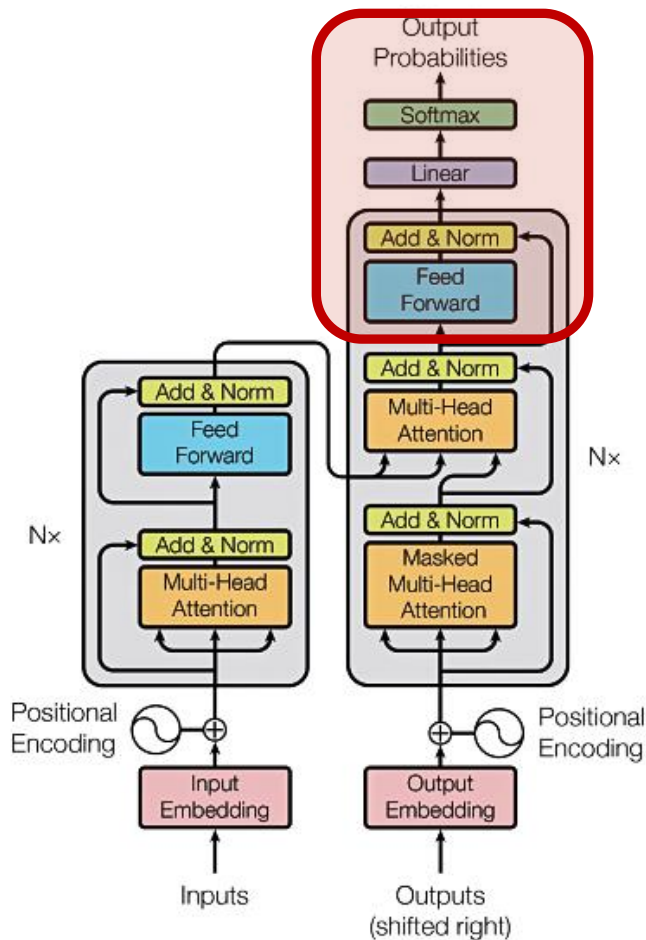 Output
Probabilities
Softmax
Linear
Add & Norm
Feed
Forward
Add & Norm
Multi-Head
Attention
Nx
Add & Norm
Masked
Multi-Head
Attention
Add & Norm
Feed
Forward
Nx
Add & Norm
Multi-Head
Attention
Positional
Encoding
Positional
Encoding
Input
Embedding
Output
Embedding
Inputs
Outputs
(shifted right)